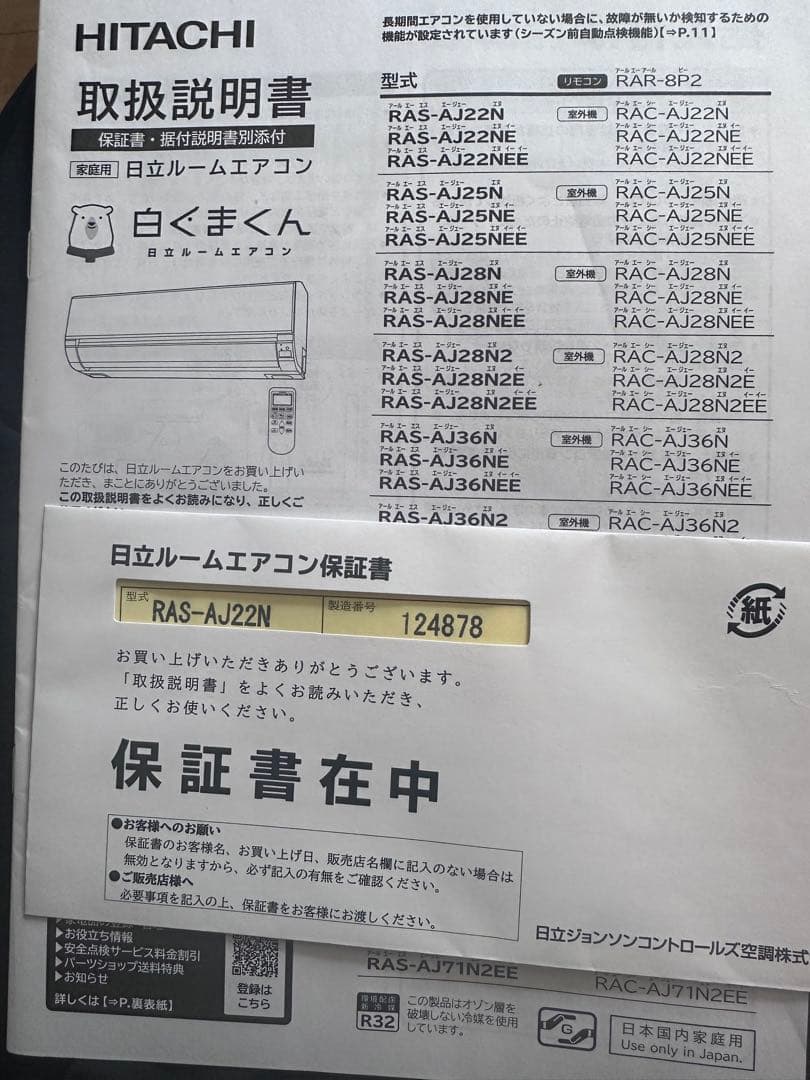 HITACHI
取扱説明書
保証書・据付説明書別添付
家庭用 日立ルームエアコン
白くまくん
日立ルームエアコン
このたびは、日立ルームエアコンをお買い上げい
ただき、まことにありがとうございました。
この取扱説明書をよくお読みになり、正しくご
長期間エアコンを使用していない場合に、故障が無いか検知するための
機能が設定されています(シーズン前自動点検機能)【⇒P.11】
型式 リモコン RAR-8P2
RAS-AJ22N 室外機 RAC-AJ22N
RAS-AJ22NE RAC-AJ22NE
RAS-AJ22NEE RAC-AJ22NEE
RAS-AJ25N 室外機 RAC-AJ25N
RAS-AJ25NE RAC-AJ25NE
RAS-AJ25NEE RAC-AJ25NEE
RAS-AJ28N 室外機 RAC-AJ28N
RAS-AJ28NE RAC-AJ28NE
RAS-AJ28NEE RAC-AJ28NEE
RAS-AJ28N2 室外機 RAC-AJ28N2
RAS-AJ28N2E RAC-AJ28N2E
RAS-AJ28N2EE RAC-AJ28N2EE
RAS-AJ36N 室外機 RAC-AJ36N
RAS-AJ36NE RAC-AJ36NE
RAS-AJ36NEE RAC-AJ36NEE
RAS-AJ36N2 室外機 RAC-AJ36N2
日立ルームエアコン保証書
型式 RAS-AJ22N 製造番号 124878
紙
お買い上げいただきありがとうございます。
「取扱説明書」をよくお読みいただき、
正しくお使いください。
保証書在中
●お客様へのお願い
保証書のお客様名、お買い上げ日、販売店名欄に記入のない場合は
無効となりますから、必ず記入の有無をご確認ください。
●ご販売店様へ
必要事項を記入の上、保証書をお客様にお渡しください。
日立ジョンソンコントロールズ空調株式
▶お役立ち情報
▶安全点検サービス料金割引
▶パーツショップ送料特典
▶お知らせ
詳しくは【⇒P.裏表紙】
登録は
こちら
RAS-AJ71N2EE RAC-AJ71N2EE
環境配慮
新冷媒
R32
この製品はオゾン層を
破壊しない冷媒を使用
しています。
G
日本国内家庭用
Use only in Japan.